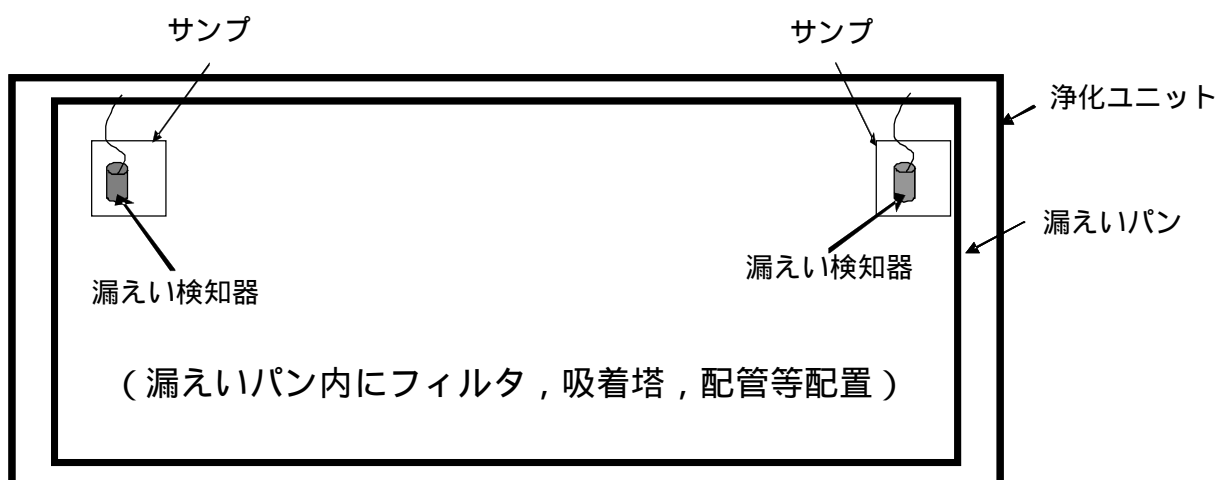 サンプ
サンプ
浄化ユニット
漏えいパン
漏えい検知器
漏えい検知器
（漏えいパン内にフィルタ，吸着塔，配管等配置）